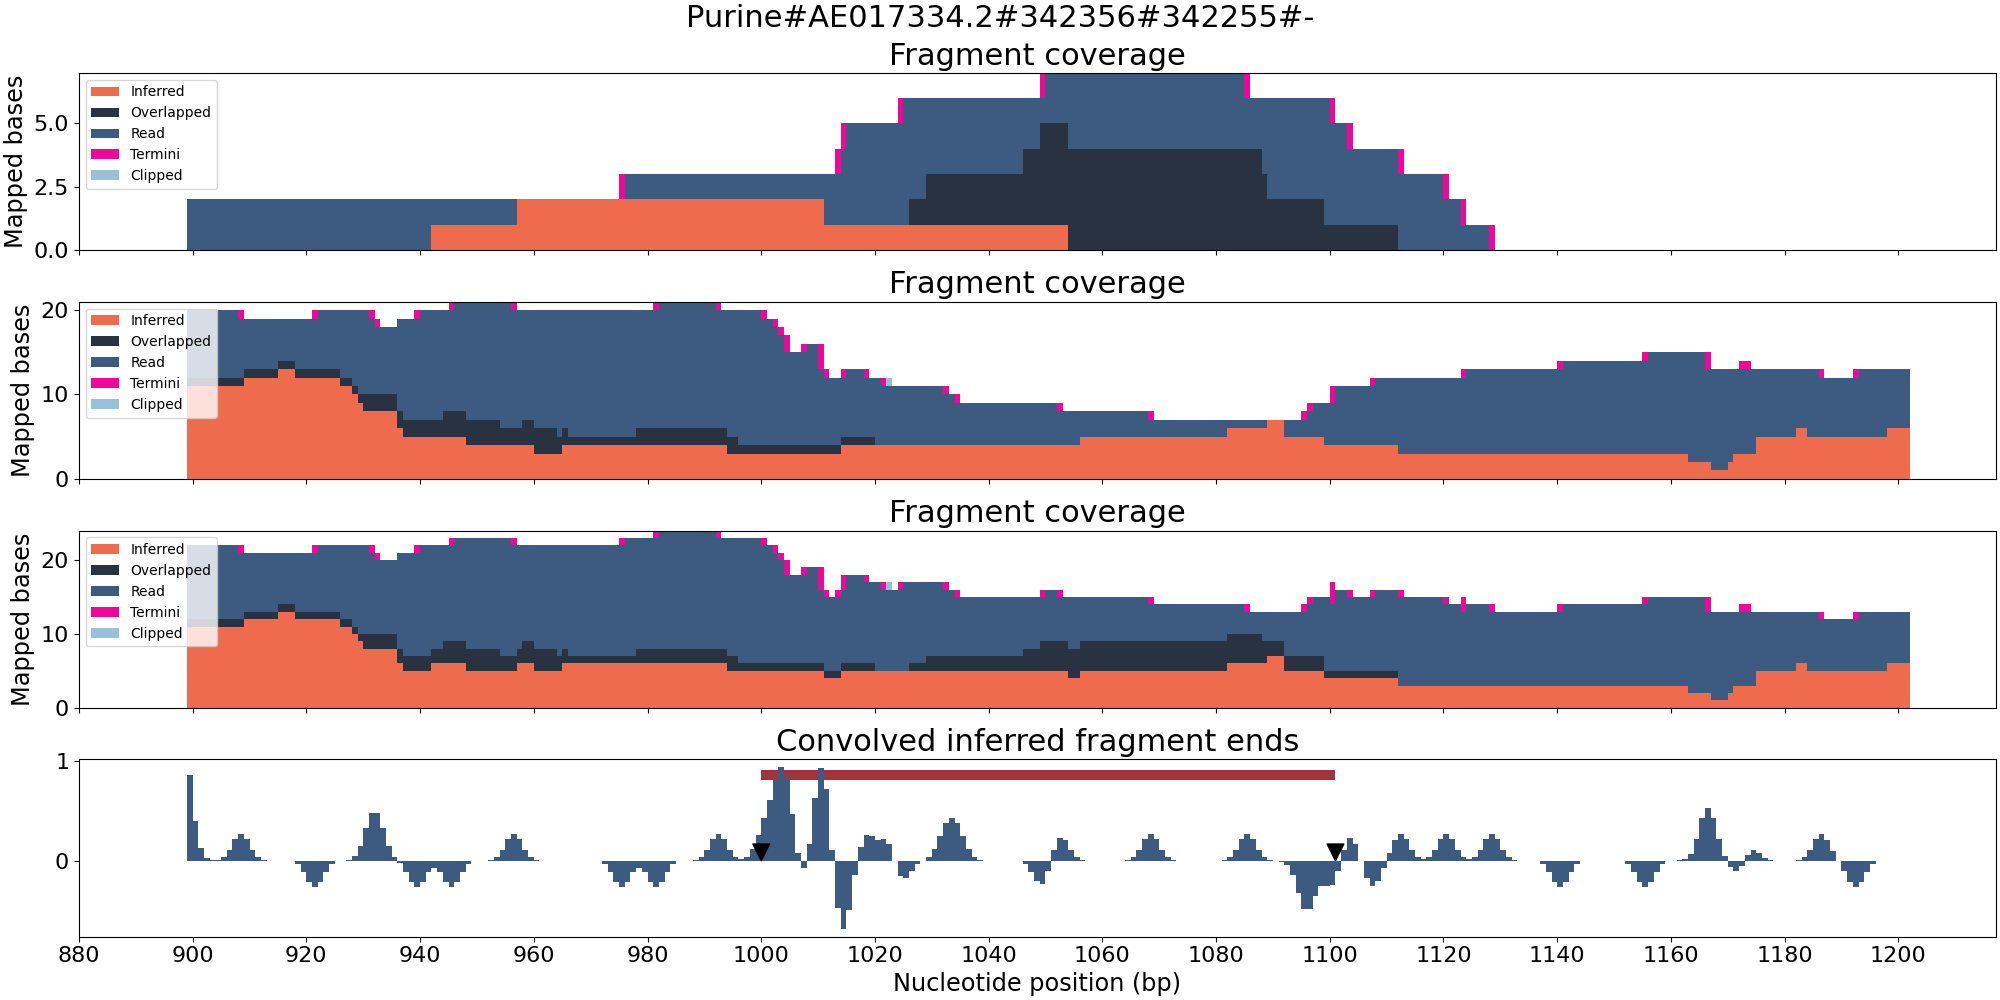 Purine#AE017334.2#342356#342255#-
Fragment coverage
Mapped bases
5.0
2.5
0.0
Inferred
Overlapped
Read
Termini
Clipped
Fragment coverage
Mapped bases
20
10
0
Inferred
Overlapped
Read
Termini
Clipped
Fragment coverage
Mapped bases
20
10
0
Inferred
Overlapped
Read
Termini
Clipped
Convolved inferred fragment ends
1
0
880 900 920 940 960 980 1000 1020 1040 1060 1080 1100 1120 1140 1160 1180 1200
Nucleotide position (bp)